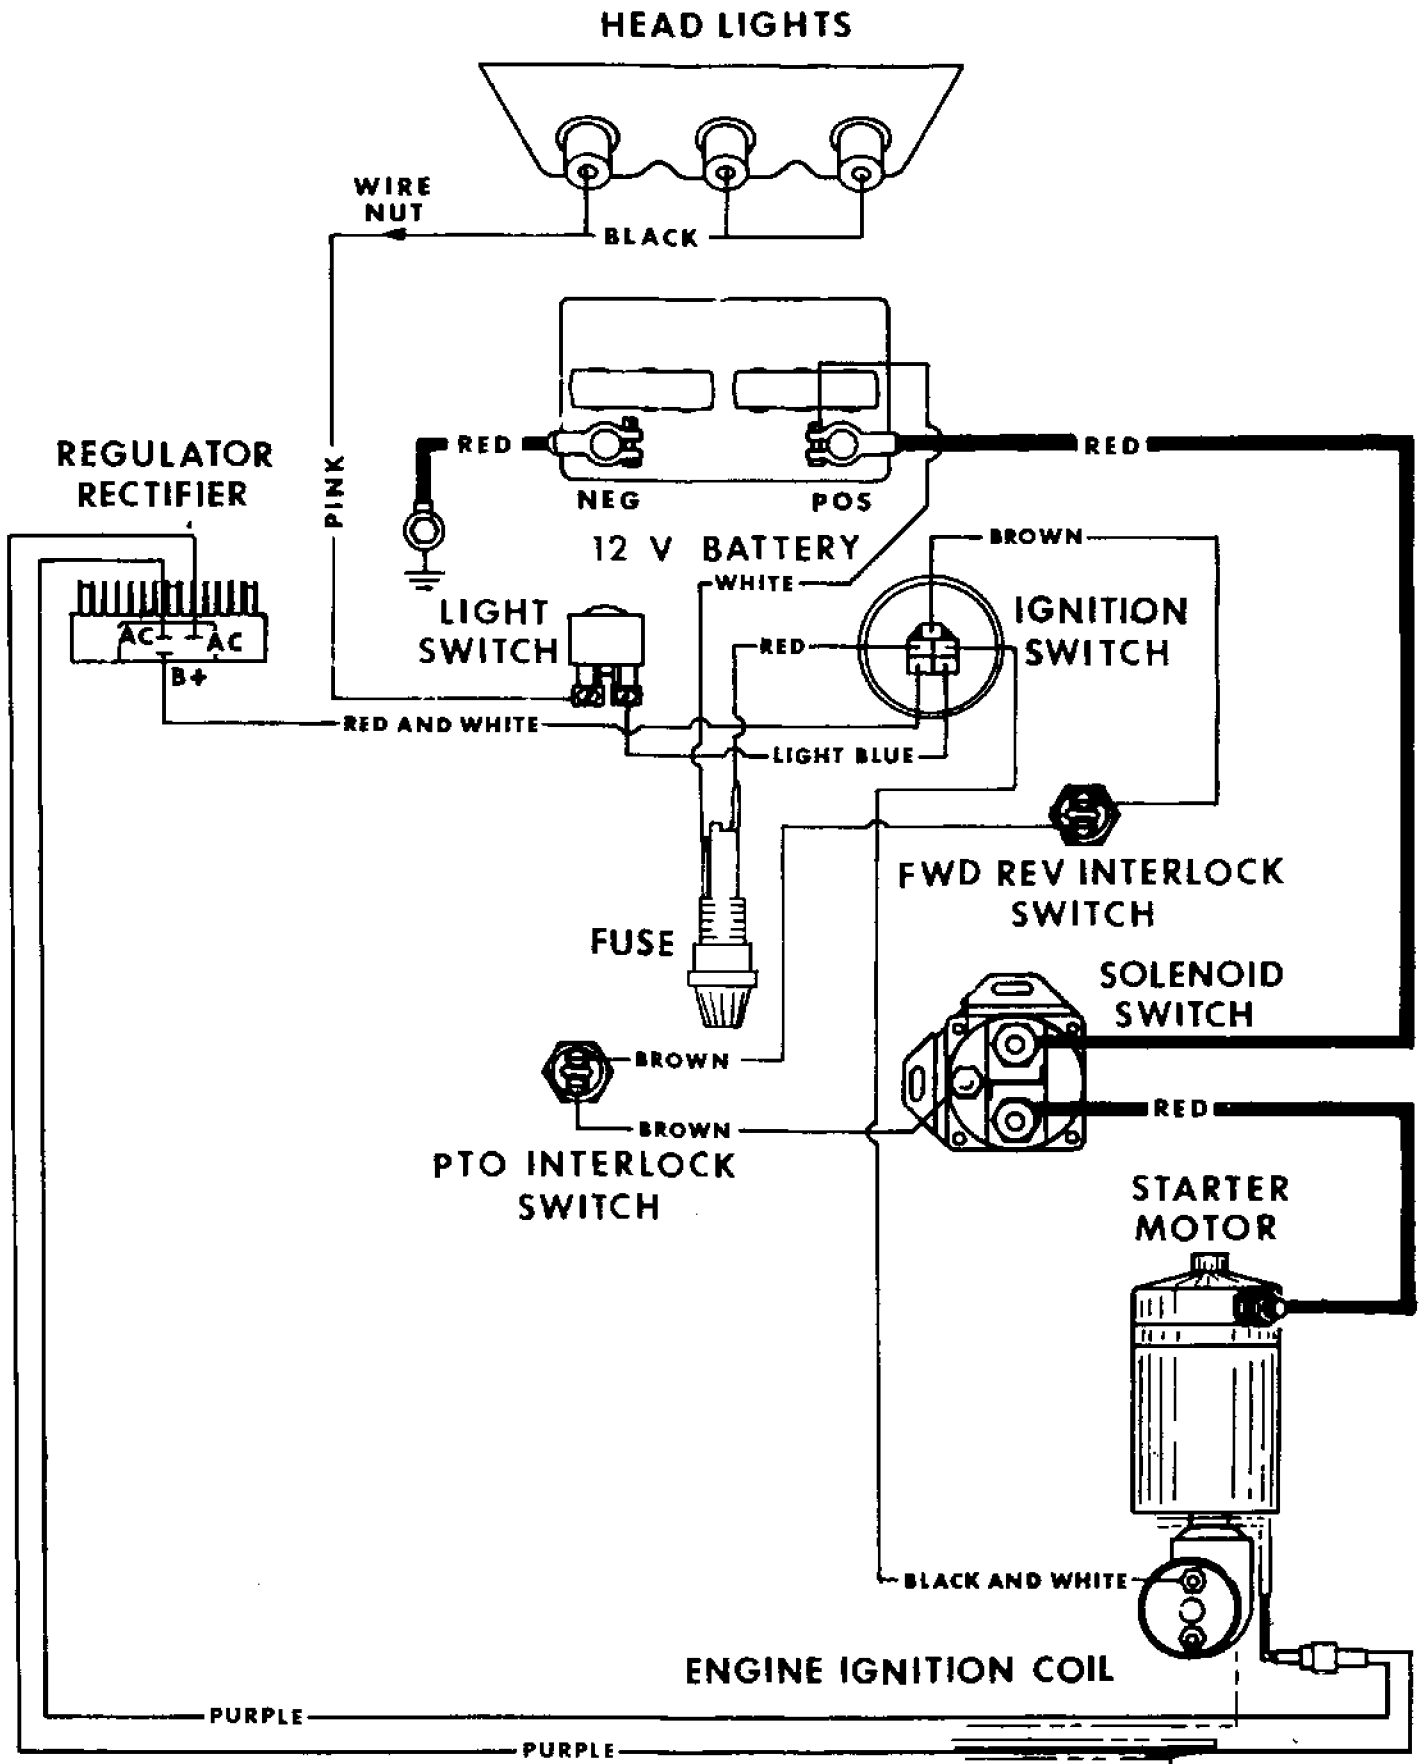 HEAD LIGHTS
WIRE
NUT
BLACK
REGULATOR
RECTIFIER
PINK
RED
RED
NEG
POS
12 V BATTERY
BROWN
WHITE
LIGHT
SWITCH
IGNITION
SWITCH
RED
AC
AC
B+
RED AND WHITE
LIGHT BLUE
FWD REV INTERLOCK
SWITCH
FUSE
SOLENOID
SWITCH
BROWN
RED
BROWN
PTO INTERLOCK
SWITCH
STARTER
MOTOR
BLACK AND WHITE
ENGINE IGNITION COIL
PURPLE
PURPLE